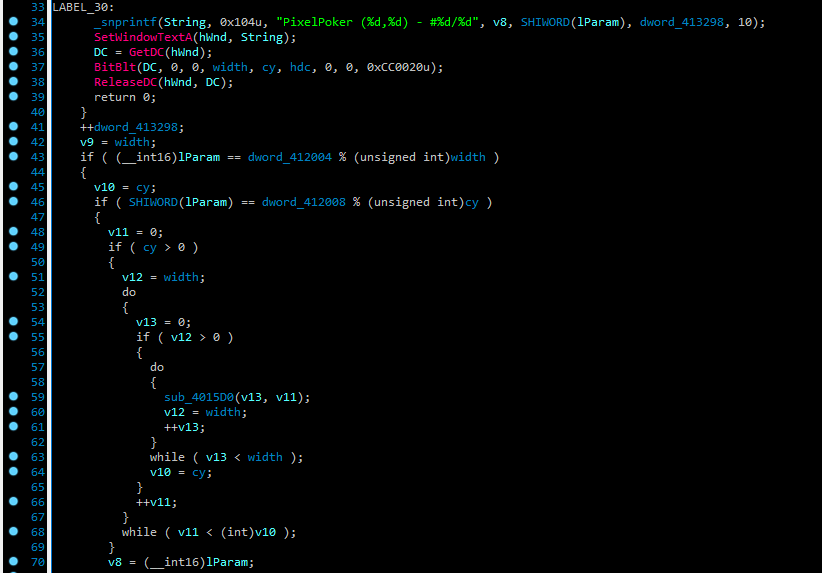 33 LABEL_30:
34 _snprintf(String, 0x104u, "PixelPoker (%d,%d) - #%d/%d", v8, SHIWORD(lParam), dword_413298, 10);
35 SetWindowTextA(hWnd, String);
36 DC = GetDC(hWnd);
37 BitBlt(DC, 0, 0, width, cy, hdc, 0, 0, 0xCC0020u);
38 ReleaseDC(hWnd, DC);
39 return 0;
40 }
41 ++dword_413298;
42 v9 = width;
43 if ( (__int16)lParam == dword_412004 % (unsigned int)width )
44 {
45 v10 = cy;
46 if ( SHIWORD(lParam) == dword_412008 % (unsigned int)cy )
47 {
48 v11 = 0;
49 if ( cy > 0 )
50 {
51 v12 = width;
52 do
53 {
54 v13 = 0;
55 if ( v12 > 0 )
56 {
57 do
58 {
59 sub_4015D0(v13, v11);
60 v12 = width;
61 ++v13;
62 }
63 while ( v13 < width );
64 v10 = cy;
65 }
66 ++v11;
67 }
68 while ( v11 < (int)v10 );
69 }
70 v8 = (__int16)lParam;